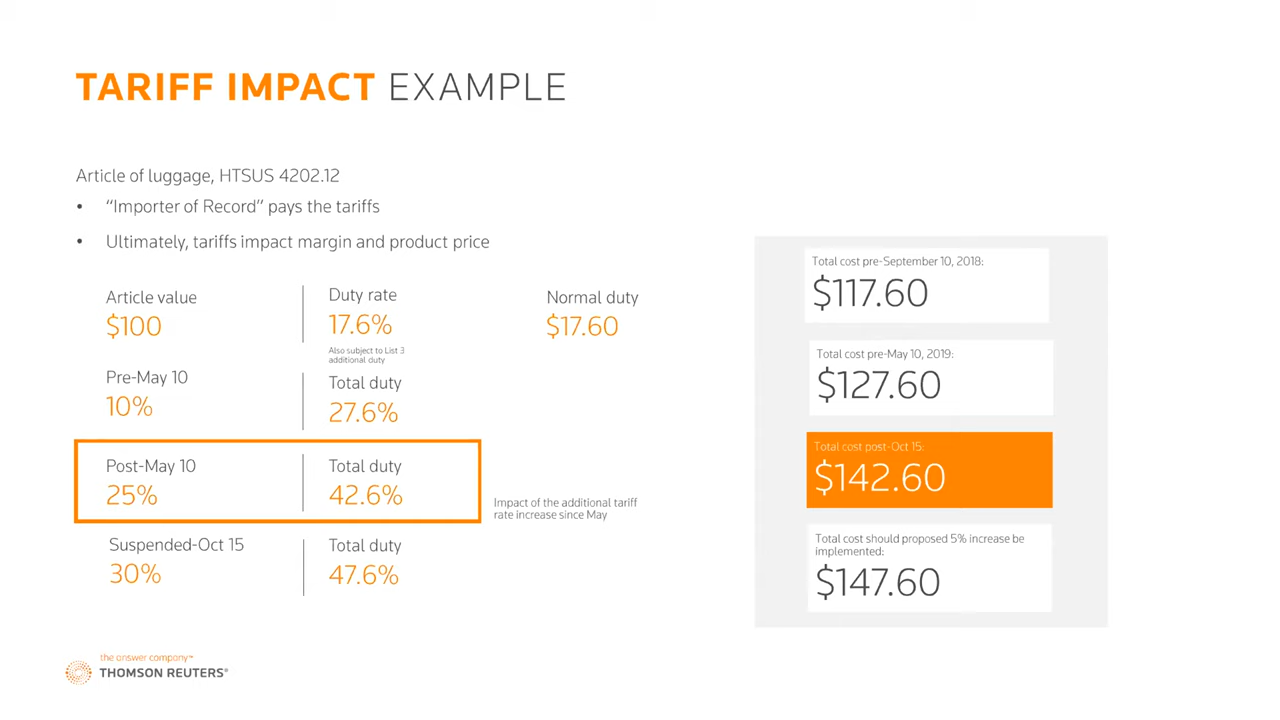 TARIFF IMPACT EXAMPLE
Article of luggage, HTSUS 4202.12
• “Importer of Record” pays the tariffs
• Ultimately, tariffs impact margin and product price
Article value
$100
Duty rate
17.6%
Also subject to List 3
additional duty
Normal duty
$17.60
Pre-May 10
10%
Total duty
27.6%
Post-May 10
25%
Total duty
42.6%
Impact of the additional tariff
rate increase since May
Suspended-Oct 15
30%
Total duty
47.6%
Total cost pre-September 10, 2018:
$117.60
Total cost pre-May 10, 2019:
$127.60
Total cost post-Oct 15:
$142.60
Total cost should proposed 5% increase be
implemented:
$147.60
the answer company™
THOMSON REUTERS®